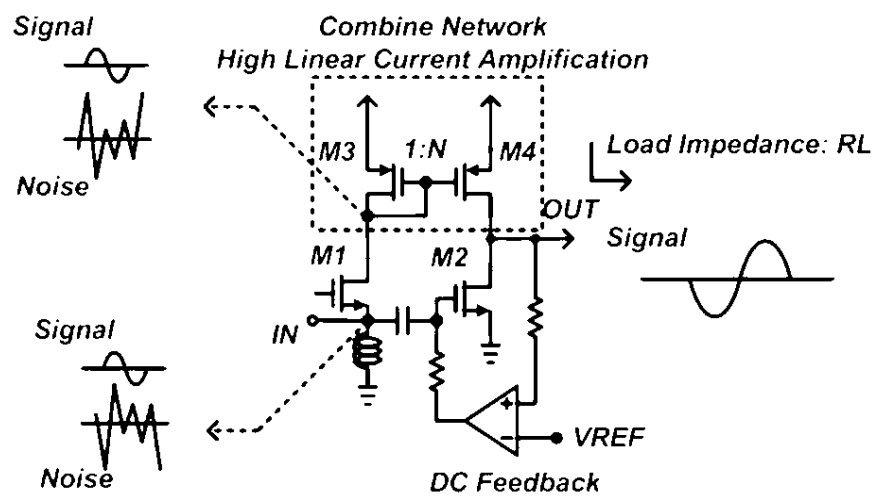 Signal
Combine Network
High Linear Current Amplification
M3
1:N
M4
Load Impedance: RL
Noise
OUT
Signal
M1
M2
IN
Signal
+
−
VREF
Noise
DC Feedback